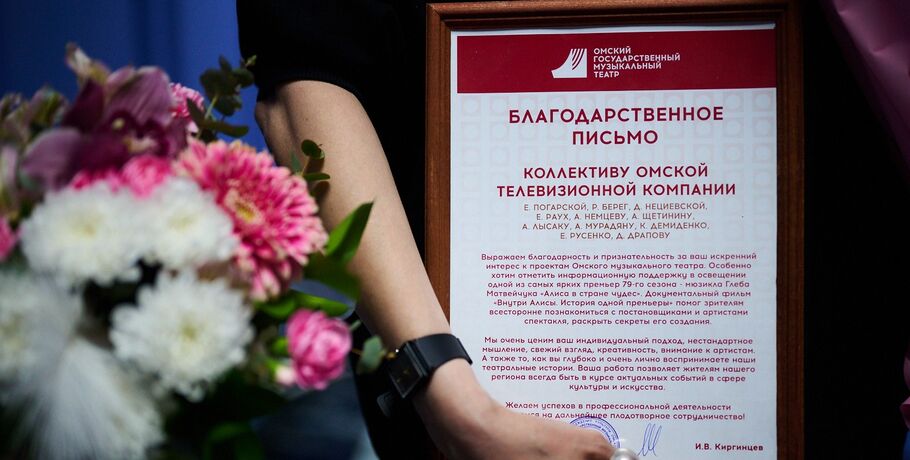 ОМСКИЙ
ГОСУДАРСТВЕННЫЙ
МУЗЫКАЛЬНЫЙ
ТЕАТР
БЛАГОДАРСТВЕННОЕ
ПИСЬМО
КОЛЛЕКТИВУ ОМСКОЙ
ТЕЛЕВИЗИОННОЙ КОМПАНИИ
Е. ПОГАРСКОЙ, Р. БЕРЕГ, Д. НЕЦИЕВСКОЙ,
Е. РАУХ, А. НЕМЦЕВУ, А. ЩЕТИНИНУ,
А. ЛЫСАКУ, А. МУРАДЯНУ, К. ДЕМИДЕНКО,
Е. РУСЕНКО, Д. ДРАПОВУ
Выражаем благодарность и признательность за ваш искренний
интерес к проектам Омского музыкального театра. Особенно
хотим отметить информационную поддержку в освещении
одной из самых ярких премьер 79-го сезона - мюзикла Глеба
Матвейчука «Алиса в стране чудес». Документальный фильм
«Внутри Алисы. История одной премьеры» помог зрителям
всесторонне познакомиться с постановщиками и артистами
спектакля, раскрыть секреты его создания.
Мы очень ценим ваш индивидуальный подход, нестандартное
мышление, свежий взгляд, креативность, внимание к артистам.
А также то, как вы глубоко и очень лично воспринимаете наши
театральные истории. Ваша работа позволяет жителям нашего
региона всегда быть в курсе актуальных событий в сфере
культуры и искусства.
Желаем успехов в профессиональной деятельности
на дальнейшее плодотворное сотрудничество!
И.В. Киргинцев